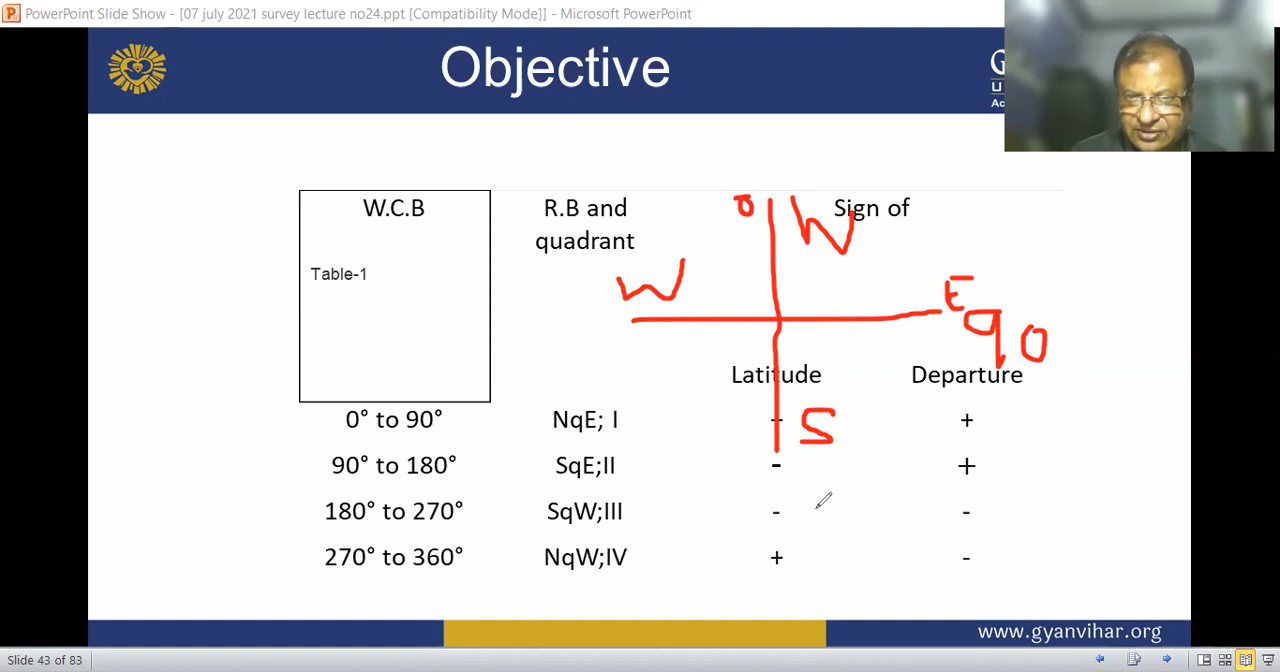 PowerPoint Slide Show - [07 july 2021 survey lecture no24.ppt [Compatibility Mode]] - Microsoft PowerPoint
Objective
G
U
Ac
W.C.B R.B and quadrant Sign of
Table-1
0 N
W E 90
S
Latitude Departure
0° to 90° NqE; I + +
90° to 180° SqE;II - +
180° to 270° SqW;III - -
270° to 360° NqW;IV + -
www.gyanvihar.org
Slide 43 of 83